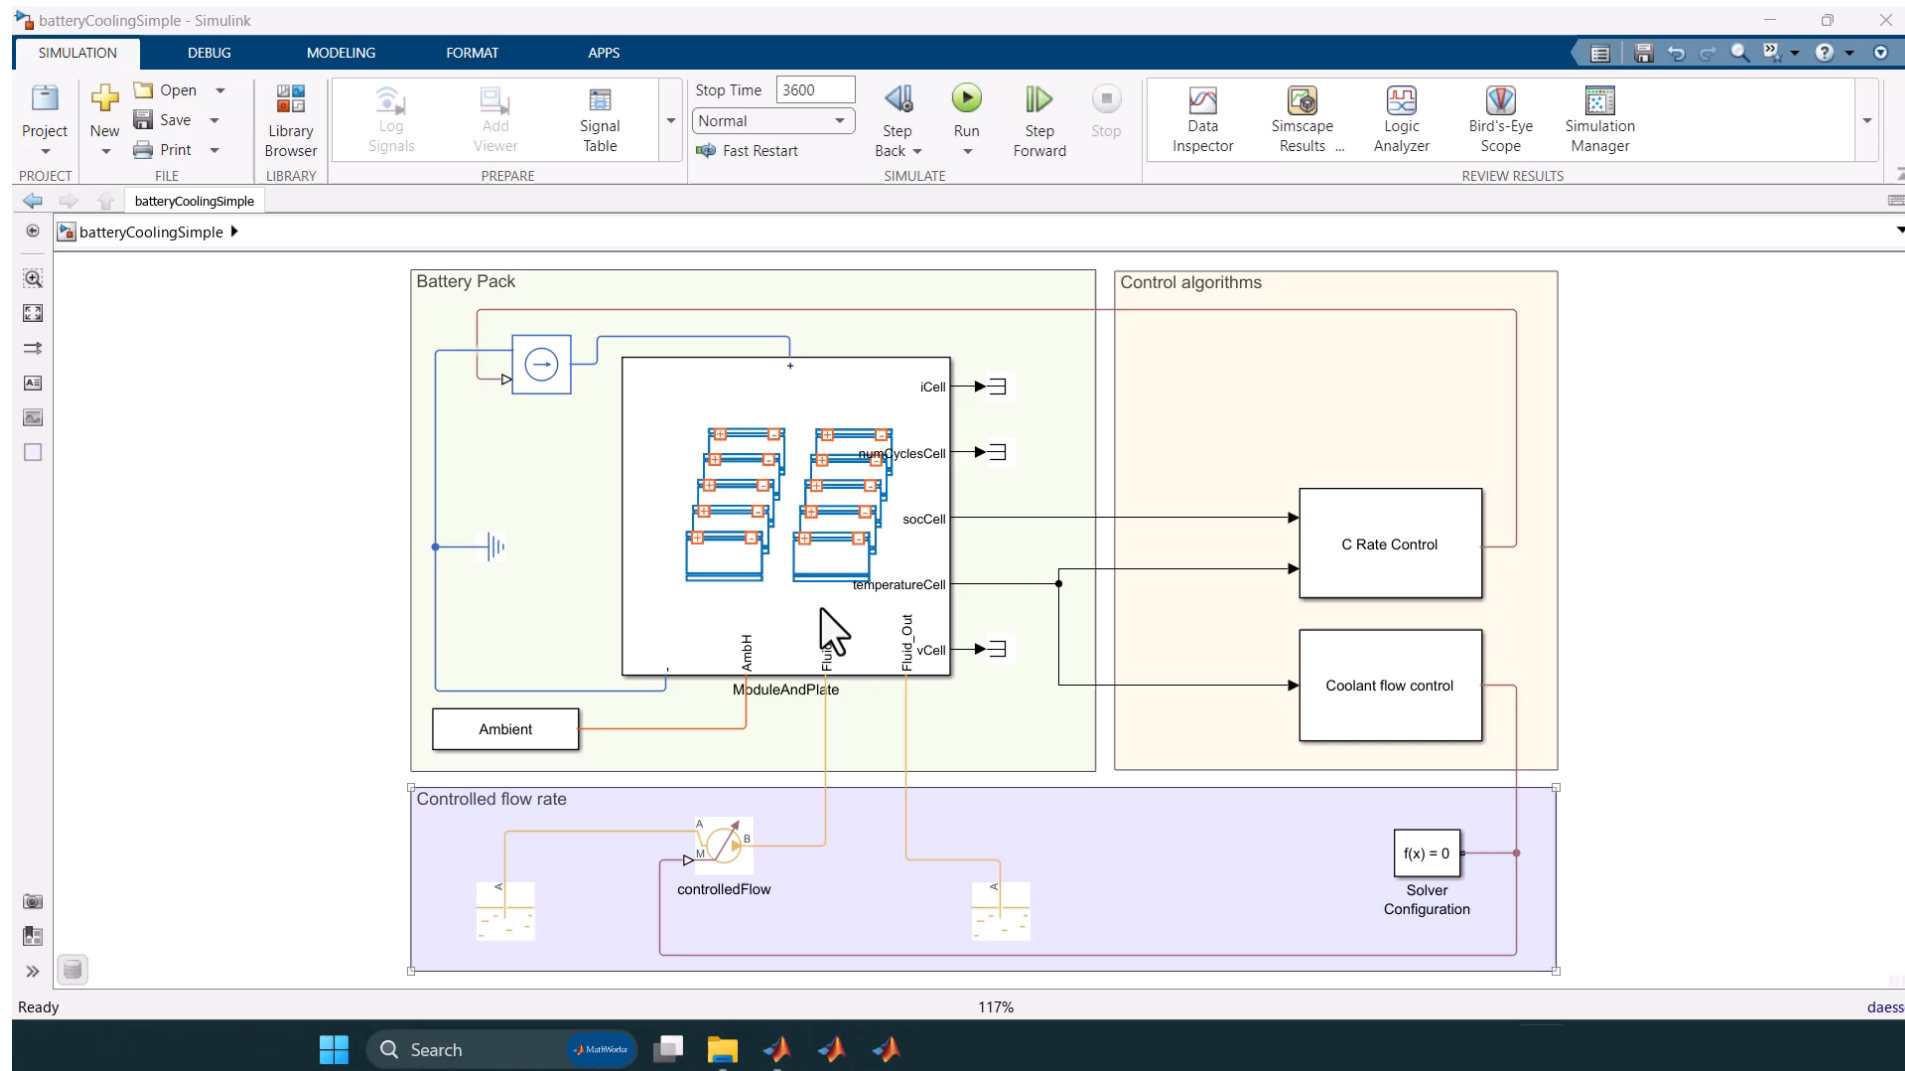 batteryCoolingSimple - Simulink
SIMULATION
DEBUG
MODELING
FORMAT
APPS
Project
New
Open
Save
Print
Library
Browser
Log
Signals
Add
Viewer
Signal
Table
Stop Time
3600
Normal
Fast Restart
Step
Back
Run
Step
Forward
Stop
Data
Inspector
Simscape
Results ...
Logic
Analyzer
Bird's-Eye
Scope
Simulation
Manager
PROJECT
FILE
LIBRARY
PREPARE
SIMULATE
REVIEW RESULTS
batteryCoolingSimple
batteryCoolingSimple
Battery Pack
Control algorithms
+
iCell
numCyclesCell
socCell
temperatureCell
vCell
-
AmbH
Fluid_Out
ModuleAndPlate
Ambient
C Rate Control
Coolant flow control
Controlled flow rate
A
B
M
controlledFlow
A
A
f(x) = 0
Solver
Configuration
Ready
117%
Search
MathWorks